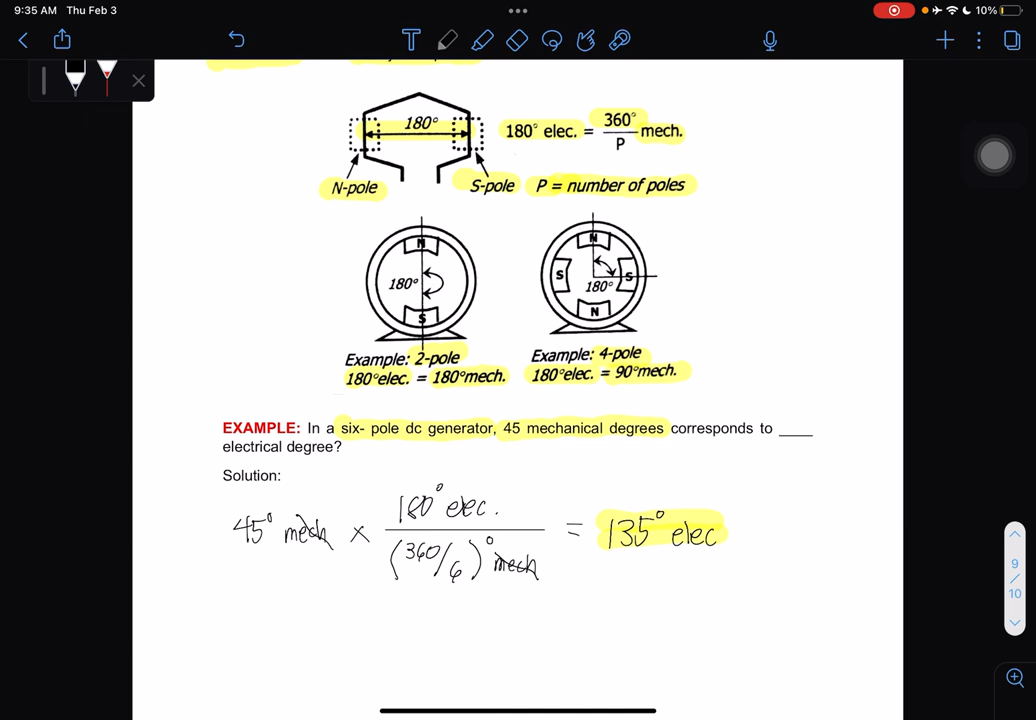 9:35 AM Thu Feb 3
10%
180°
180° elec. = 360°/P mech.
N-pole
S-pole
P = number of poles
N
180°
S
N
S
S
180°
N
Example: 2-pole
180°elec. = 180°mech.
Example: 4-pole
180°elec. = 90°mech.
EXAMPLE: In a six- pole dc generator, 45 mechanical degrees corresponds to ____
electrical degree?
Solution:
45° mech × 180° elec. / (360/6)° mech = 135° elec
9
/
10